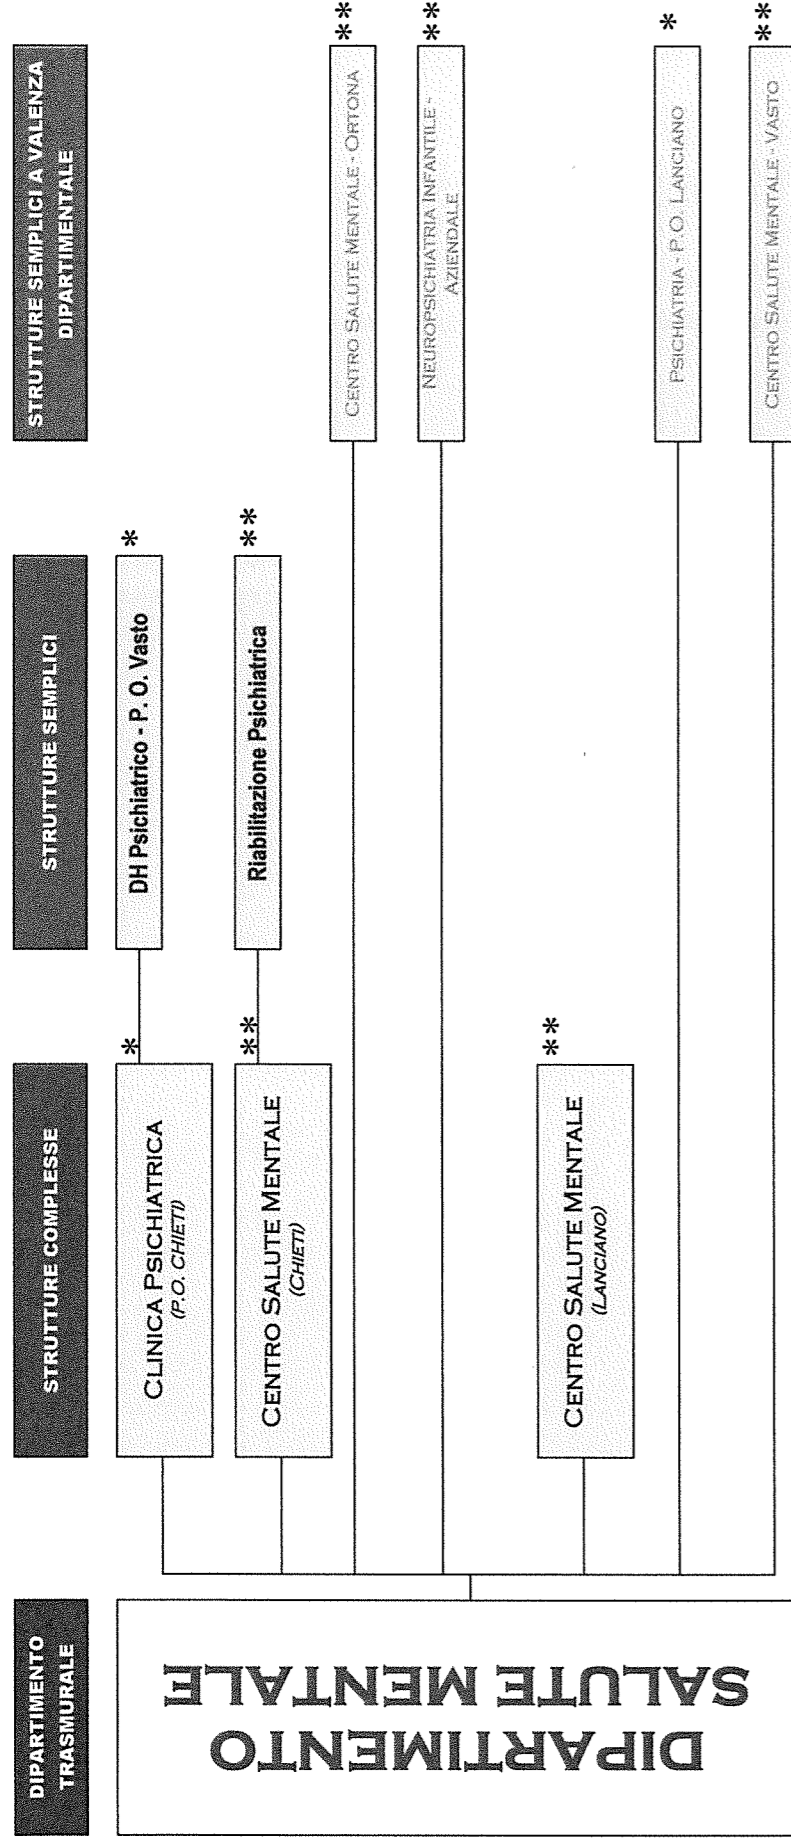 DIPARTIMENTO
TRASMURALE
STRUTTURE COMPLESSE
STRUTTURE SEMPLICI
STRUTTURE SEMPLICI A VALENZA
DIPARTIMENTALE
DIPARTIMENTO
SALUTE MENTALE
CLINICA PSICHIATRICA
(P.O. CHIETI)
*
DH Psichiatrico - P. O. Vasto
*
CENTRO SALUTE MENTALE
(CHIETI)
**
Riabilitazione Psichiatrica
**
CENTRO SALUTE MENTALE - ORTONA
**
NEUROPSICHIATRIA INFANTILE -
AZIENDALE
**
CENTRO SALUTE MENTALE
(LANCIANO)
**
PSICHIATRIA - P.O. LANCIANO
*
CENTRO SALUTE MENTALE - VASTO
**